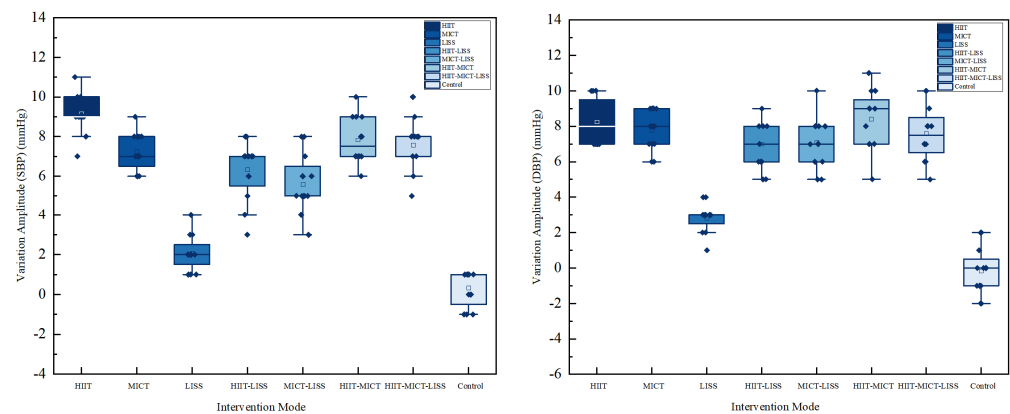 Variation Amplitude (SBP) (mmHg)
14
12
10
8
6
4
2
0
-2
-4
HIIT
MICT
LISS
HIIT-LISS
MICT-LISS
HIIT-MICT
HIIT-MICT-LISS
Control
HIIT MICT LISS HIIT-LISS MICT-LISS HIIT-MICT HIIT-MICT-LISS Control
Intervention Mode
Variation Amplitude (DBP) (mmHg)
14
12
10
8
6
4
2
0
-2
-4
-6
HIIT
MICT
LISS
HIIT-LISS
MICT-LISS
HIIT-MICT
HIIT-MICT-LISS
Control
HIIT MICT LISS HIIT-LISS MICT-LISS HIIT-MICT HIIT-MICT-LISS Control
Intervention Mode